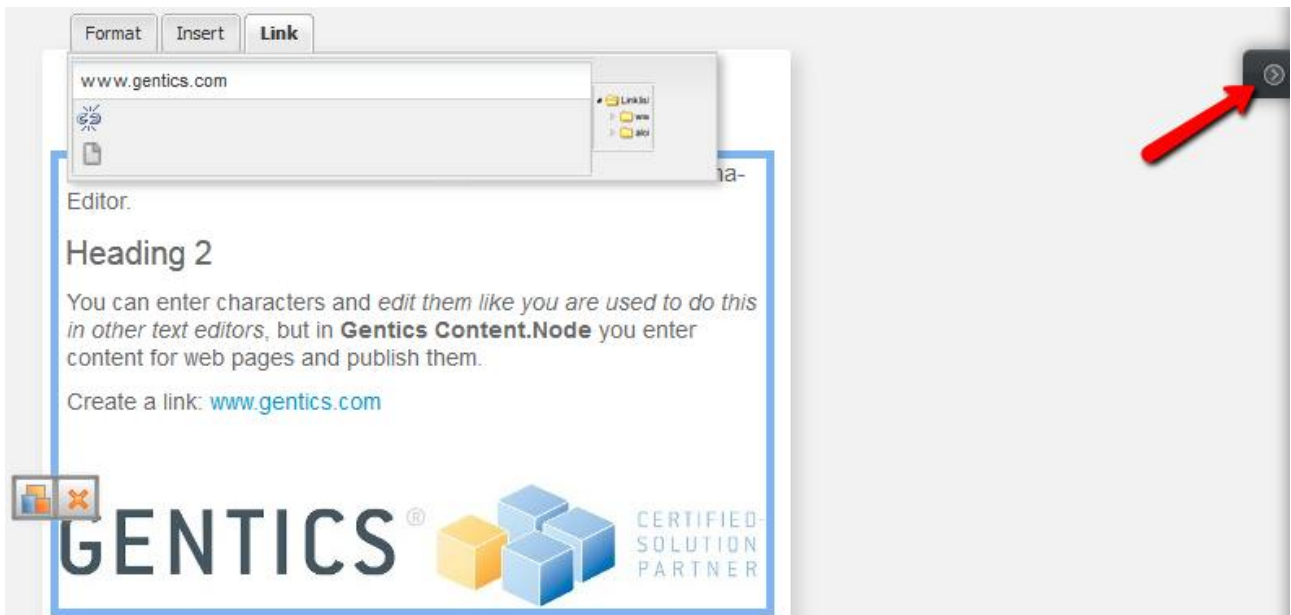 Format Insert Link
www.gentics.com
Link
Editor.
Heading 2
You can enter characters and edit them like you are used to do this
in other text editors, but in Gentics Content.Node you enter
content for web pages and publish them.
Create a link: www.gentics.com
GENTICS®
CERTIFIED-
SOLUTION
PARTNER